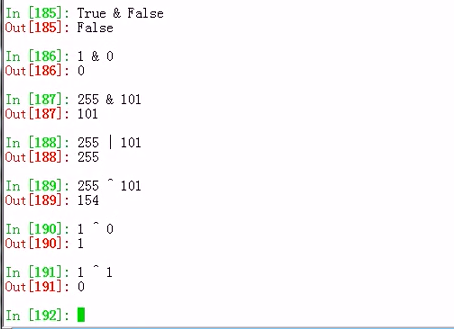 In [185]: True & False
Out[185]: False
In [186]: 1 & 0
Out[186]: 0
In [187]: 255 & 101
Out[187]: 101
In [188]: 255 | 101
Out[188]: 255
In [189]: 255 ^ 101
Out[189]: 154
In [190]: 1 ^ 0
Out[190]: 1
In [191]: 1 ^ 1
Out[191]: 0
In [192]: